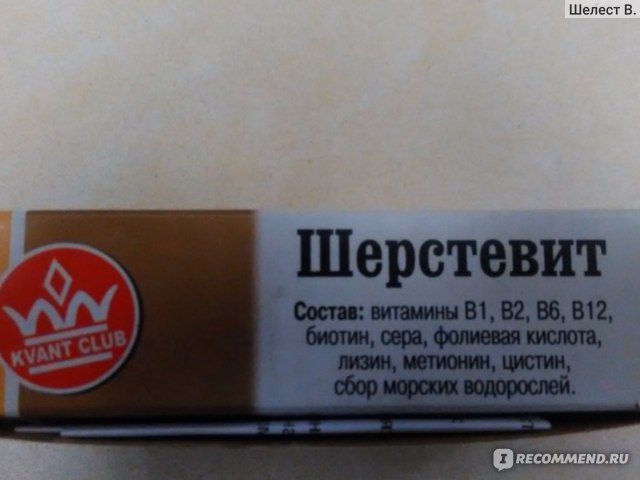 Шелест В.
Шерстевит
Состав: витамины В1, В2, В6, В12,
биотин, сера, фолиевая кислота,
лизин, метионин, цистин,
сбор морских водорослей.
KVANT CLUB
IRECOMMEND.RU